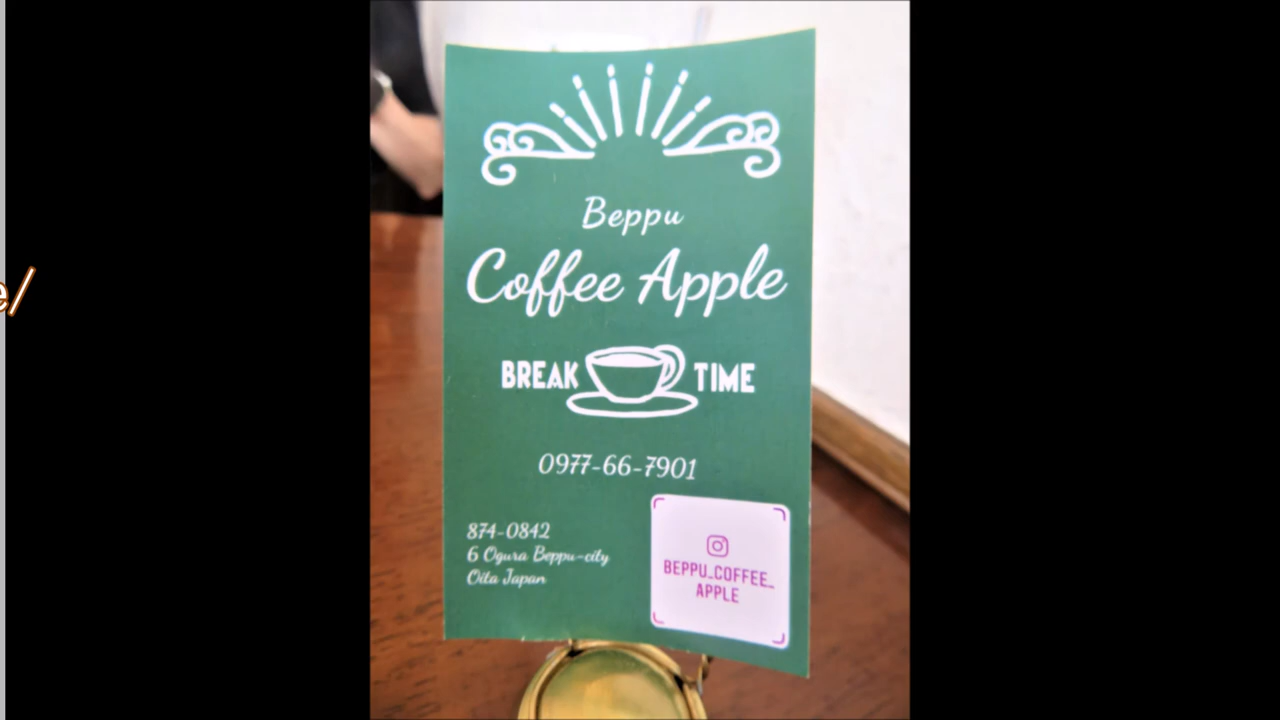 e/
Beppu
Coffee Apple
BREAK TIME
0977-66-7901
874-0842
6 Ogura Beppu-city
Oita Japan
BEPPU_COFFEE_
APPLE